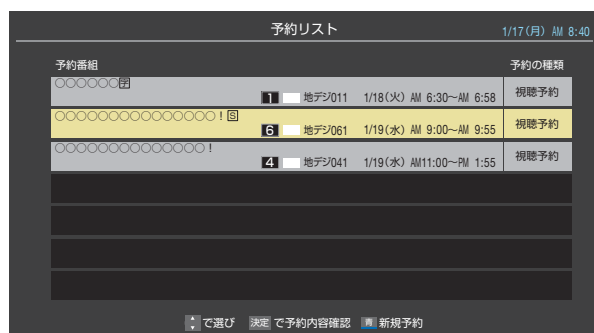 予約リスト
1/17(月) AM 8:40
予約番組 予約の種類
○○○○○○字
1 地デジ011 1/18(火) AM 6:30〜AM 6:58 視聴予約
○○○○○○○○○○○○○○○！S
6 地デジ061 1/19(水) AM 9:00〜AM 9:55 視聴予約
○○○○○○○○○○○○○○！
4 地デジ041 1/19(水) AM11:00〜PM 1:55 視聴予約
で選び 決定 で予約内容確認 青 新規予約